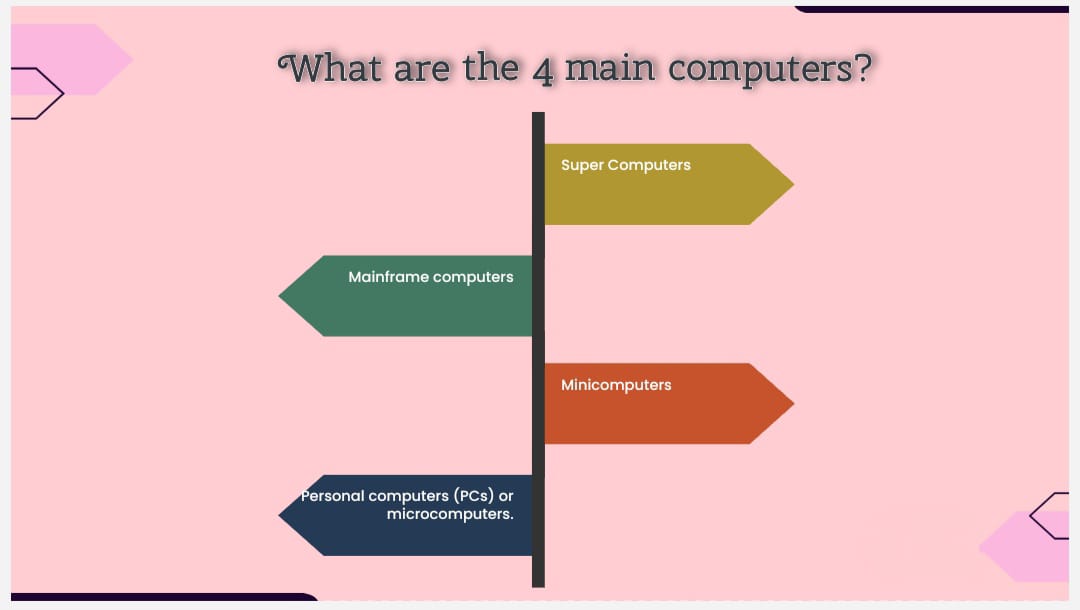 What are the 4 main computers?
Super Computers
Mainframe computers
Minicomputers
Personal computers (PCs) or
microcomputers.